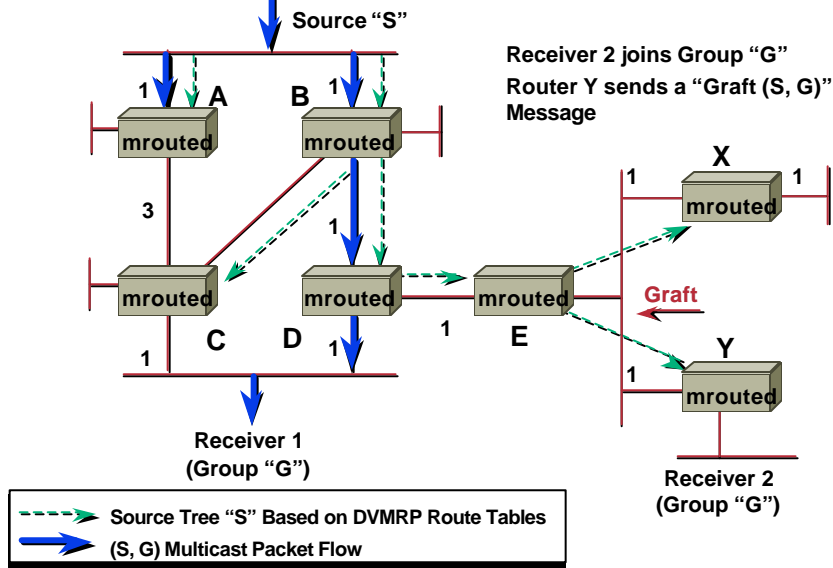 Source “S”
Receiver 2 joins Group “G”
Router Y sends a “Graft (S, G)”
Message
1
A
B
1
mrouted
mrouted
X
1
1
mrouted
3
1
mrouted
mrouted
mrouted
Graft
C
D
1
1
E
1
Y
1
mrouted
Receiver 1
(Group “G”)
Receiver 2
(Group “G”)
Source Tree “S” Based on DVMRP Route Tables
(S, G) Multicast Packet Flow